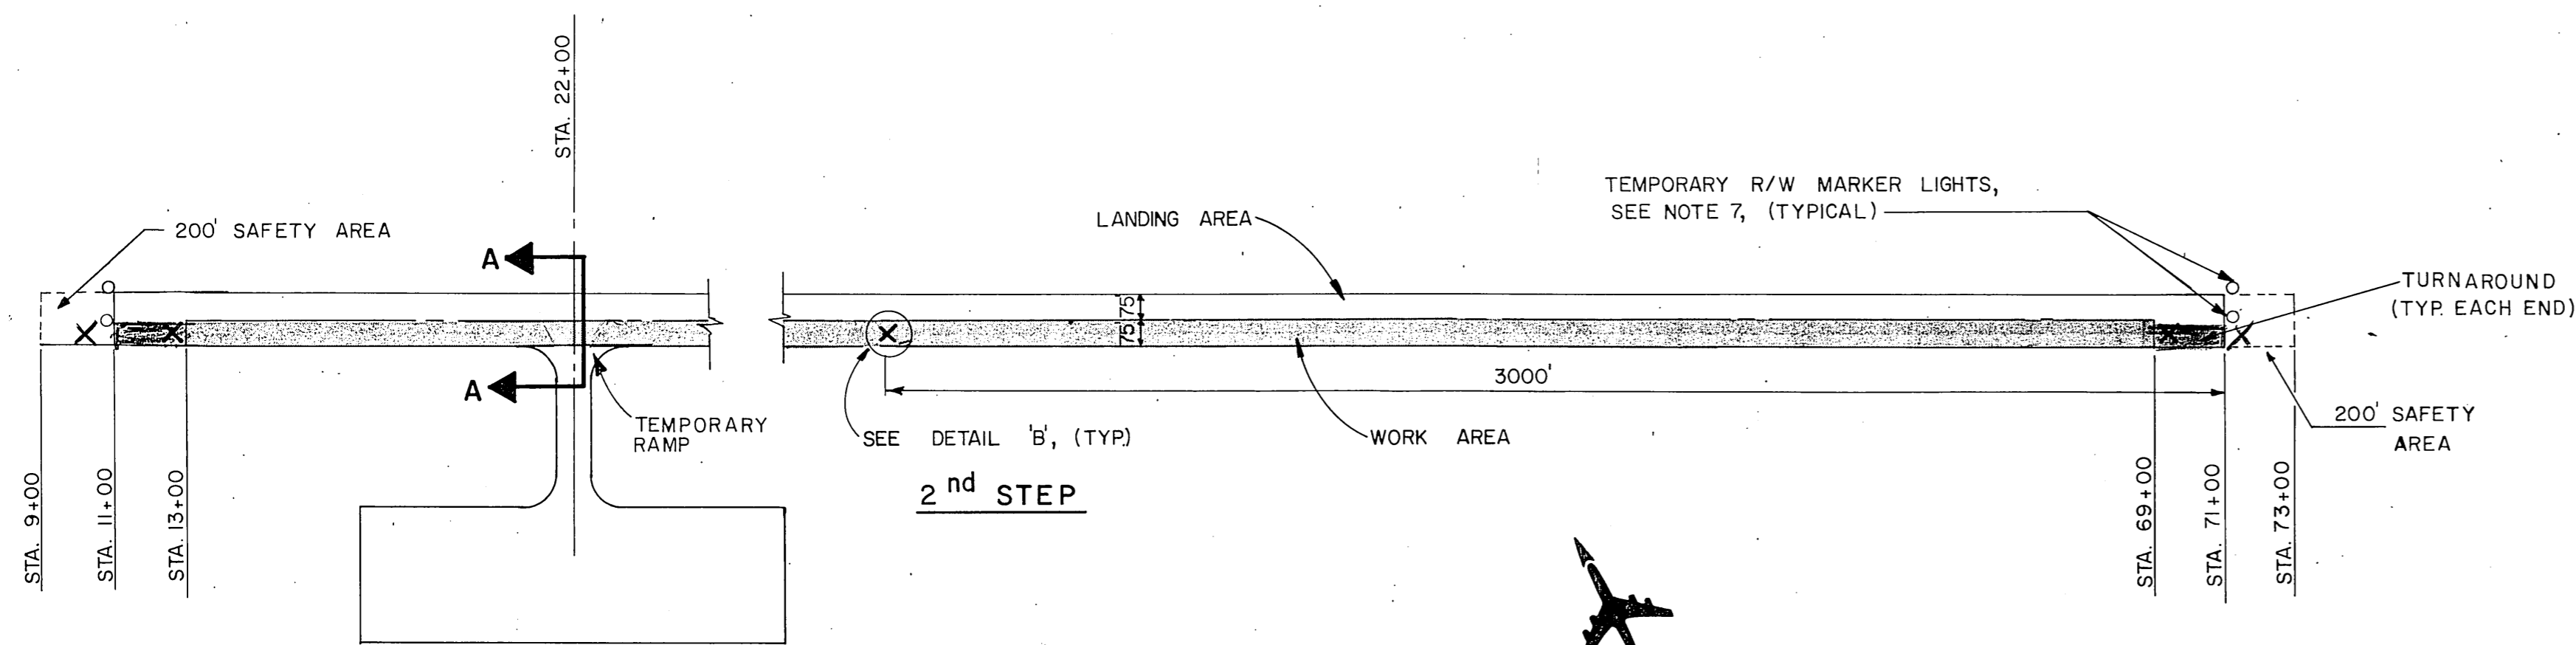 STA. 22+00
TEMPORARY R/W MARKER LIGHTS,
SEE NOTE 7, (TYPICAL)
LANDING AREA
200' SAFETY AREA
A
TURNAROUND
(TYP. EACH END)
75
75
3000'
A
TEMPORARY
RAMP
SEE DETAIL 'B', (TYP.)
WORK AREA
200' SAFETY
AREA
2nd STEP
STA. 9+00
STA. 11+00
STA. 13+00
STA. 69+00
STA. 71+00
STA. 73+00